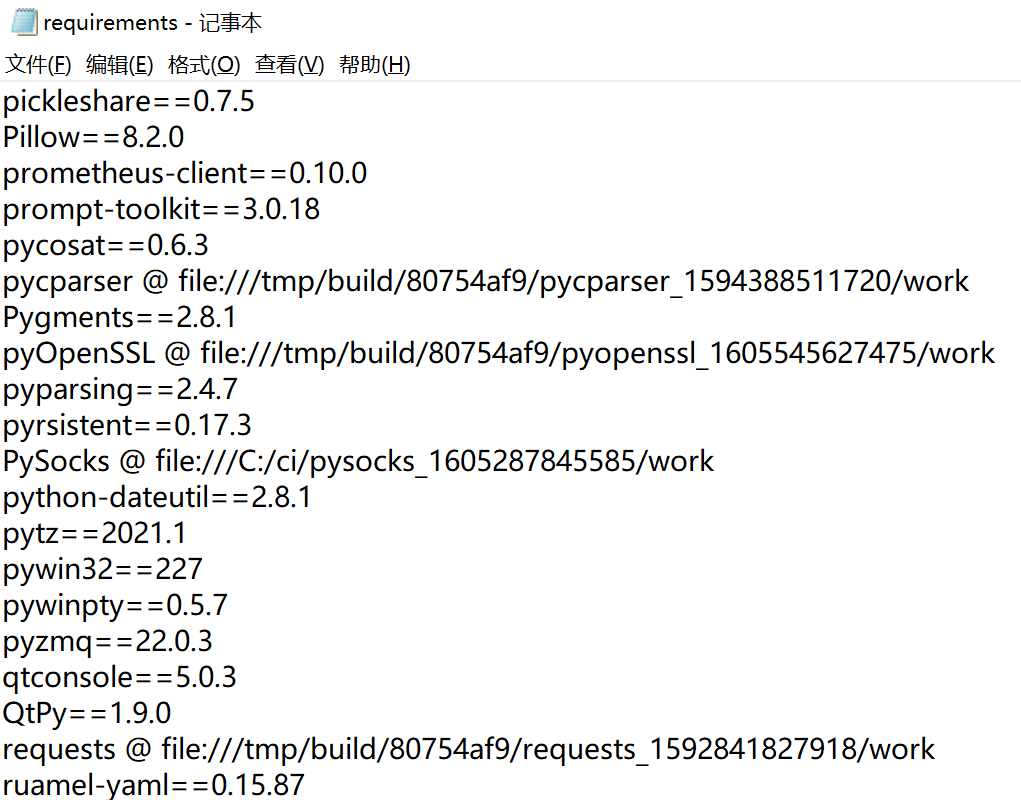 requirements - 记事本
文件(F) 编辑(E) 格式(O) 查看(V) 帮助(H)
pickleshare==0.7.5
Pillow==8.2.0
prometheus-client==0.10.0
prompt-toolkit==3.0.18
pycosat==0.6.3
pycparser @ file:///tmp/build/80754af9/pycparser_1594388511720/work
Pygments==2.8.1
pyOpenSSL @ file:///tmp/build/80754af9/pyopenssl_1605545627475/work
pyparsing==2.4.7
pyrsistent==0.17.3
PySocks @ file:///C:/ci/pysocks_1605287845585/work
python-dateutil==2.8.1
pytz==2021.1
pywin32==227
pywinpty==0.5.7
pyzmq==22.0.3
qtconsole==5.0.3
QtPy==1.9.0
requests @ file:///tmp/build/80754af9/requests_1592841827918/work
ruamel-yaml==0.15.87